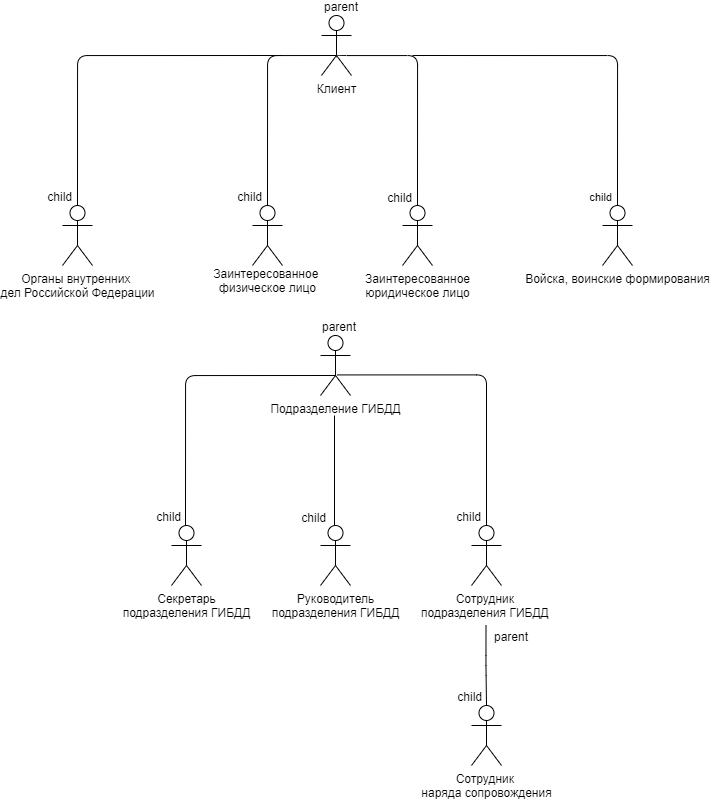 parent
Клиент
child
child
child
child
Органы внутренних
дел Российской Федерации
Заинтересованное
физическое лицо
Заинтересованное
юридическое лицо
Войска, воинские формирования
parent
Подразделение ГИБДД
child
child
child
Секретарь
подразделения ГИБДД
Руководитель
подразделения ГИБДД
Сотрудник
подразделения ГИБДД
parent
child
Сотрудник
наряда сопровождения